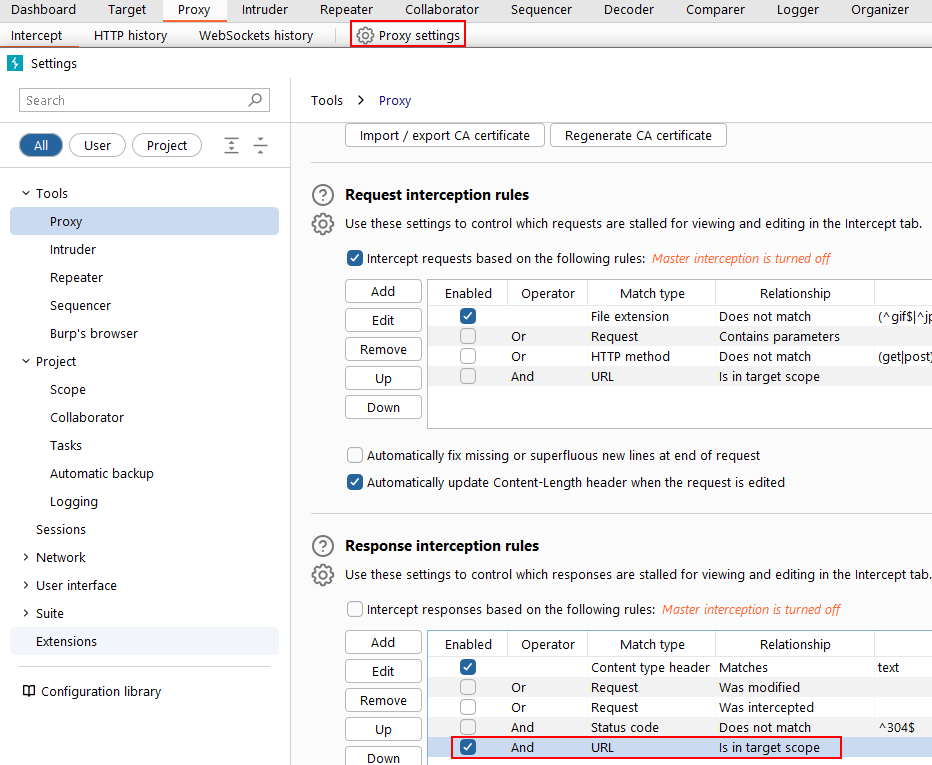 Dashboard Target Proxy Intruder Repeater Collaborator Sequencer Decoder Comparer Logger Organizer
Intercept HTTP history WebSockets history Proxy settings
Settings
Search
All User Project
Tools
Proxy
Intruder
Repeater
Sequencer
Burp's browser
Project
Scope
Collaborator
Tasks
Automatic backup
Logging
Sessions
Network
User interface
Suite
Extensions
Configuration library
Tools > Proxy
Import / export CA certificate Regenerate CA certificate
Request interception rules
Use these settings to control which requests are stalled for viewing and editing in the Intercept tab.
Intercept requests based on the following rules: Master interception is turned off
Add
Edit
Remove
Up
Down
Enabled Operator Match type Relationship
File extension Does not match (^gif$|^jp
Or Request Contains parameters
Or HTTP method Does not match (get|post)
And URL Is in target scope
Automatically fix missing or superfluous new lines at end of request
Automatically update Content-Length header when the request is edited
Response interception rules
Use these settings to control which responses are stalled for viewing and editing in the Intercept tab.
Intercept responses based on the following rules: Master interception is turned off
Add
Edit
Remove
Up
Down
Enabled Operator Match type Relationship
Content type header Matches text
Or Request Was modified
Or Request Was intercepted
And Status code Does not match ^304$
And URL Is in target scope